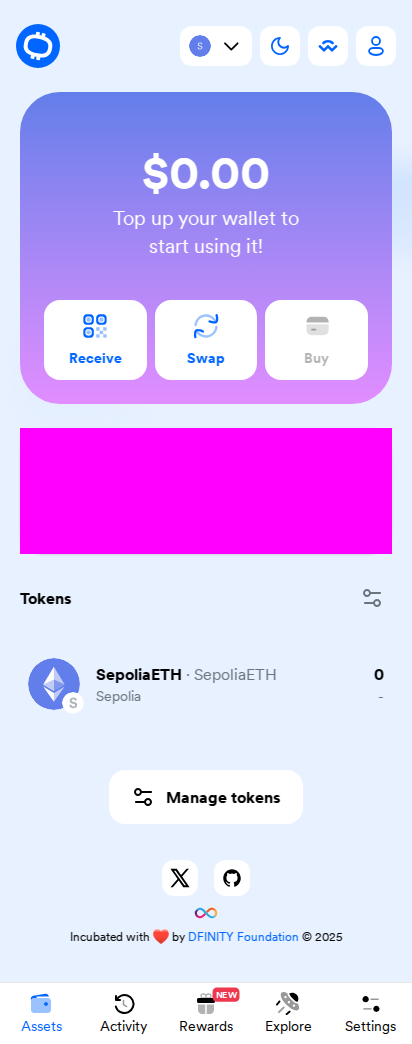 S
$0.00
Top up your wallet to
start using it!
Receive
Swap
Buy
Tokens
SepoliaETH · SepoliaETH
0
S
Sepolia
-
Manage tokens
Incubated with ❤️ by DFINITY Foundation © 2025
NEW
Assets
Activity
Rewards
Explore
Settings